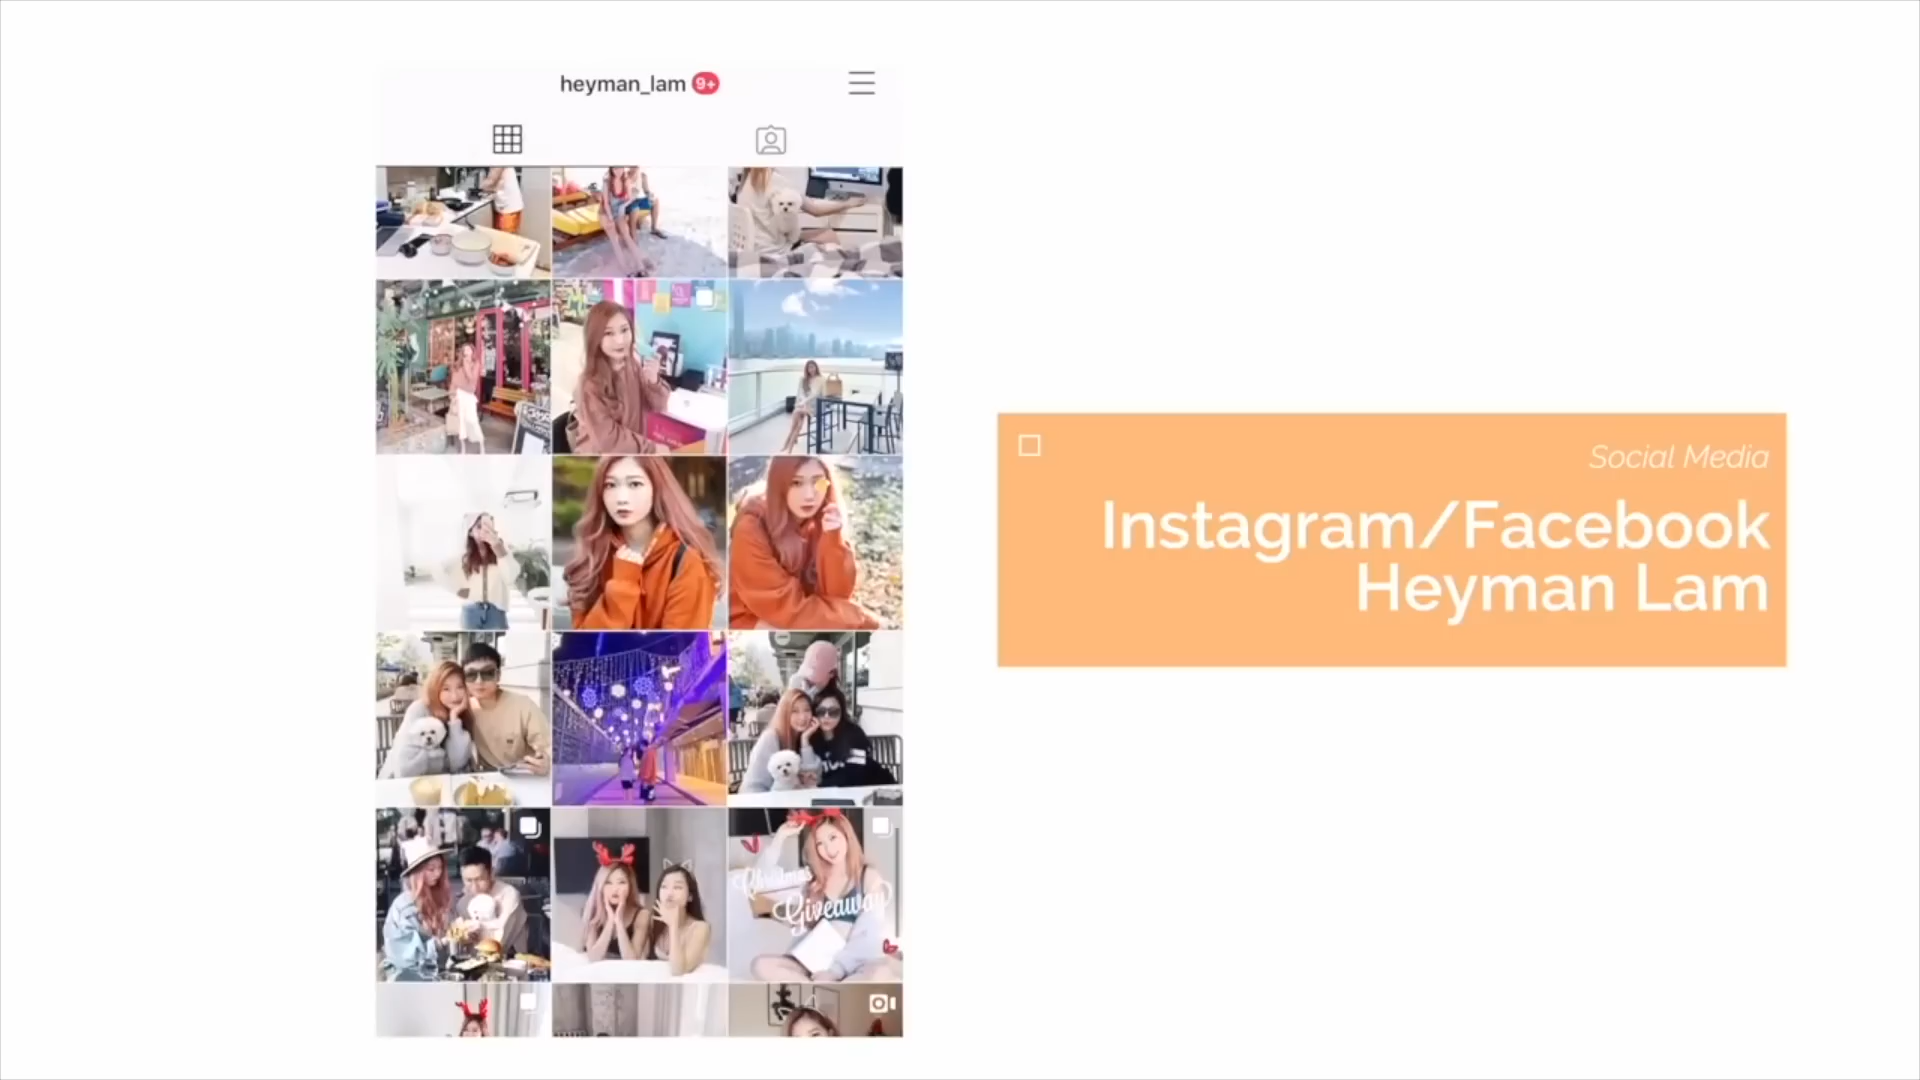 heyman_lam 9+
Christmas
Giveaway
Social Media
Instagram/Facebook
Heyman Lam